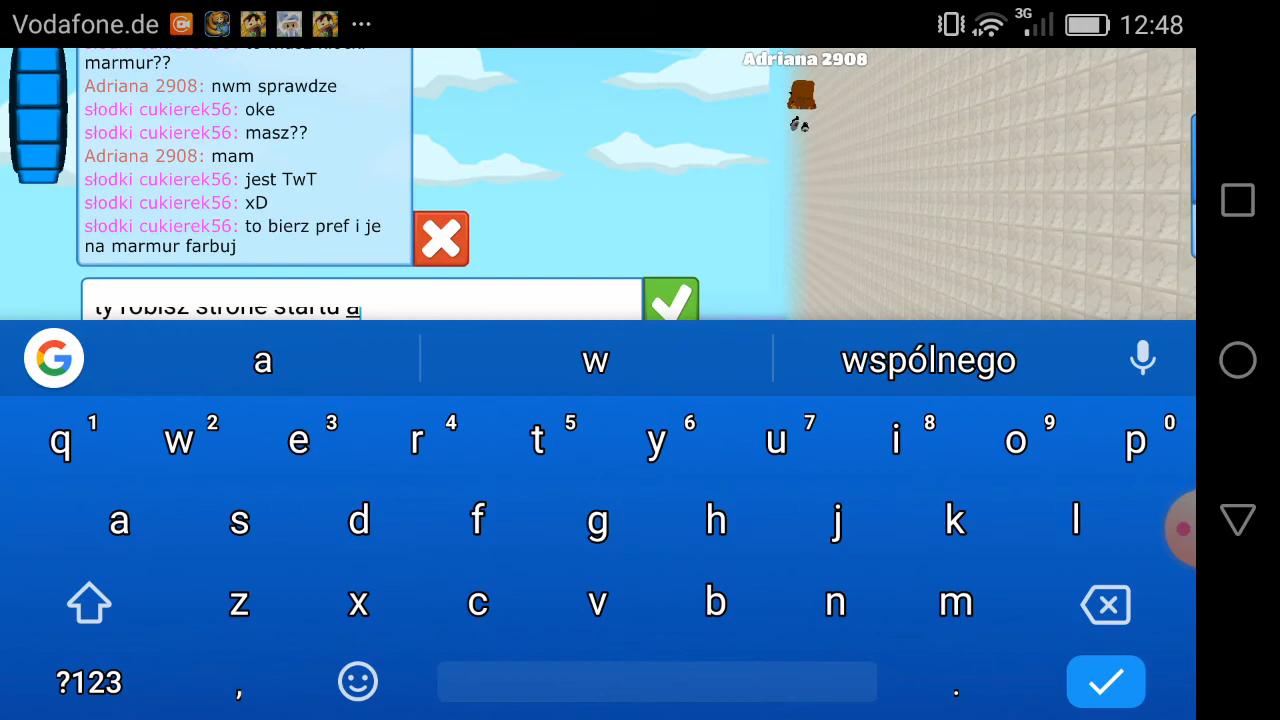 Vodafone.de ... 3G 12:48
Adriana 2908
marmur??
Adriana 2908: nwm sprawdze
słodki cukierek56: oke
słodki cukierek56: masz??
Adriana 2908: mam
słodki cukierek56: jest TwT
słodki cukierek56: xD
słodki cukierek56: to bierz pref i je
na marmur farbuj
ty robisz strone startu a
a w wspólnego
q 1 w 2 e 3 r 4 t 5 y 6 u 7 i 8 o 9 p 0
a s d f g h j k l
z x c v b n m
?123 , .